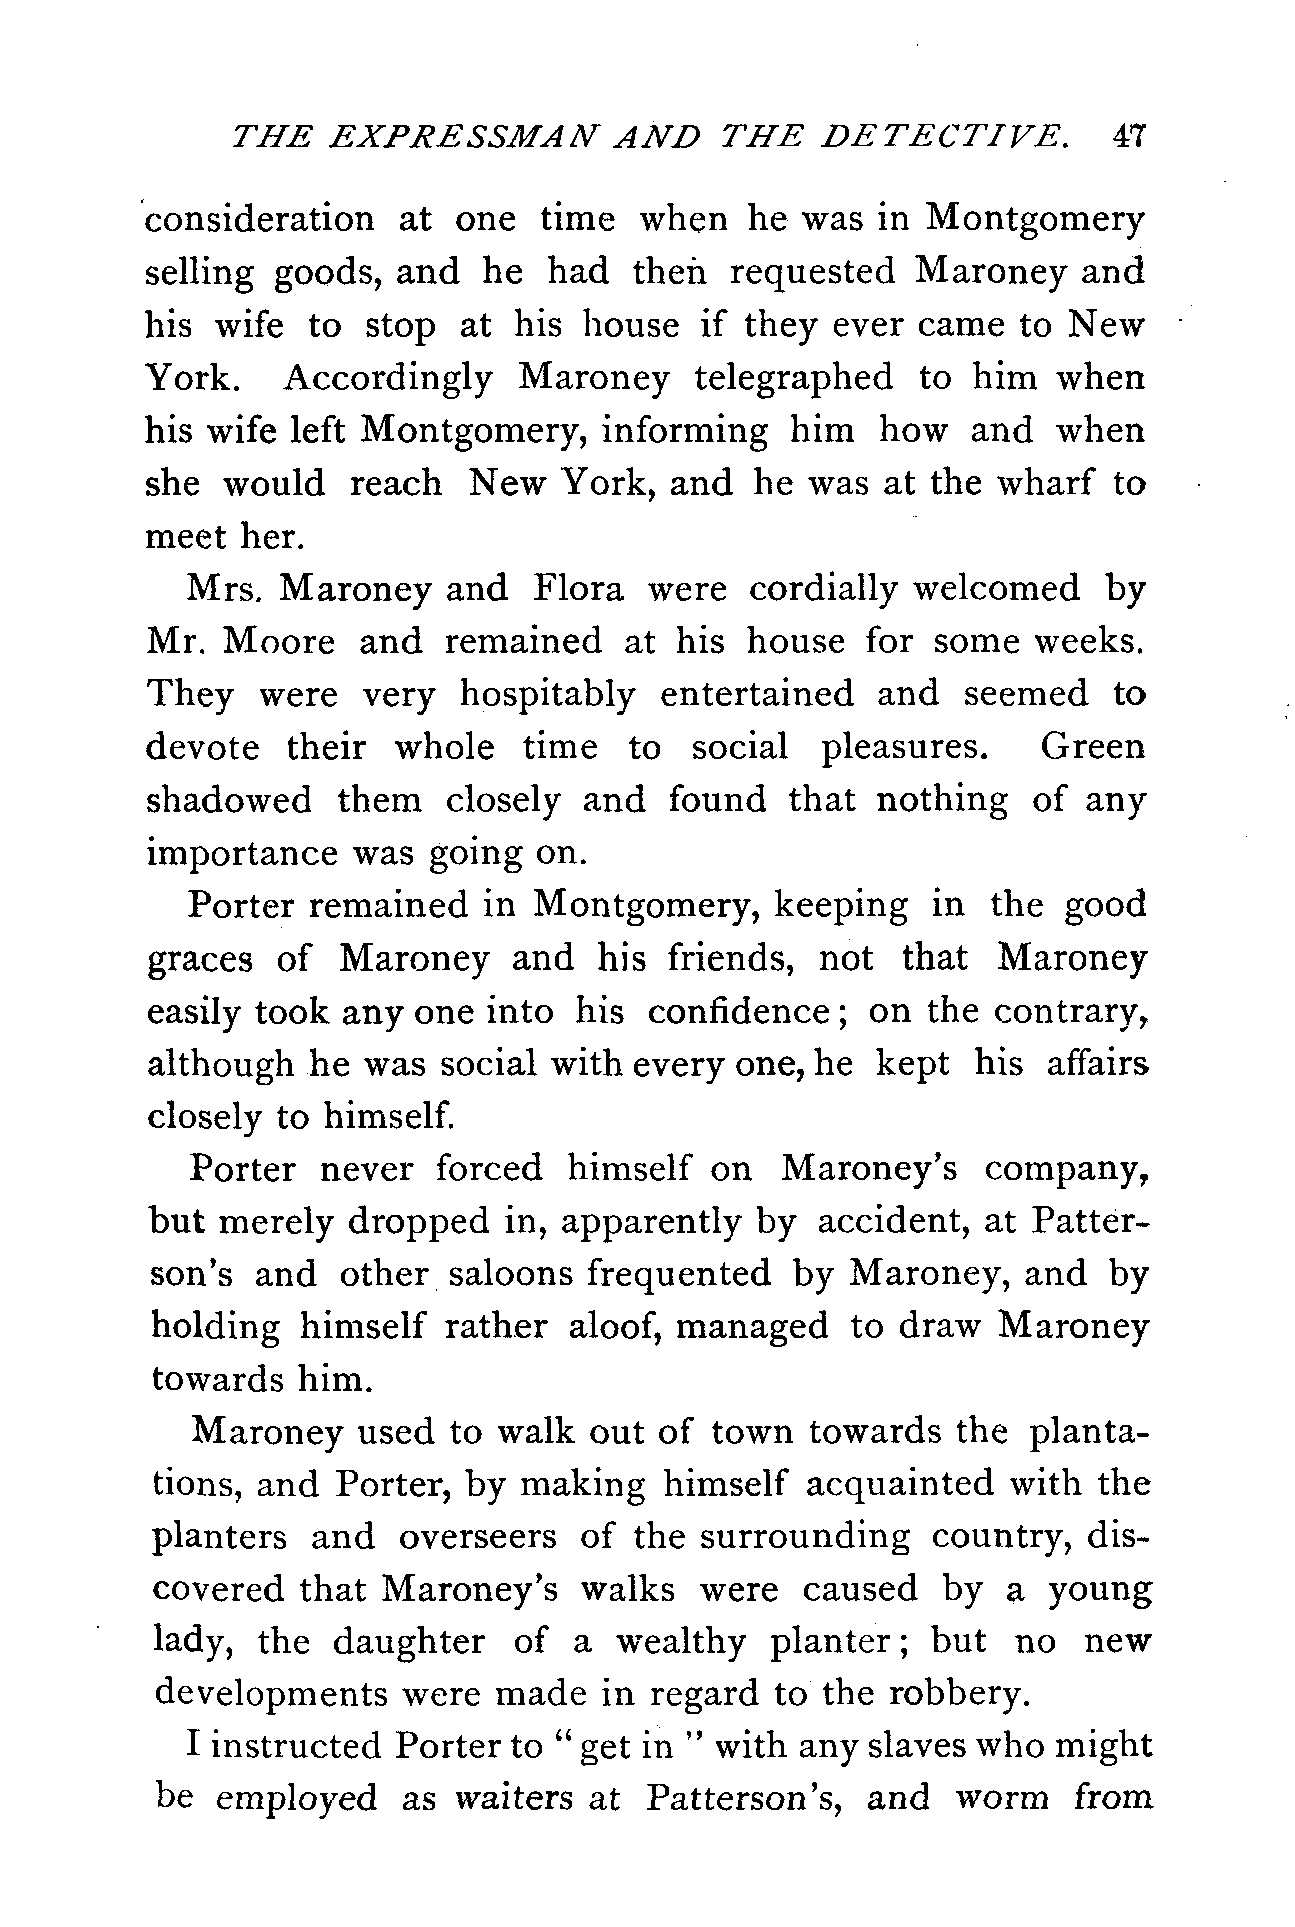 THE EXPRESSMAN AND THE DETECTIVE. 47
consideration at one time when he was in Montgomery
selling goods, and he had then requested Maroney and
his wife to stop at his house if they ever came to New
York. Accordingly Maroney telegraphed to him when
his wife left Montgomery, informing him how and when
she would reach New York, and he was at the wharf to
meet her.
Mrs. Maroney and Flora were cordially welcomed by
Mr. Moore and remained at his house for some weeks.
They were very hospitably entertained and seemed to
devote their whole time to social pleasures. Green
shadowed them closely and found that nothing of any
importance was going on.
Porter remained in Montgomery, keeping in the good
graces of Maroney and his friends, not that Maroney
easily took any one into his confidence; on the contrary,
although he was social with every one, he kept his affairs
closely to himself.
Porter never forced himself on Maroney's company,
but merely dropped in, apparently by accident, at Patter-
son's and other saloons frequented by Maroney, and by
holding himself rather aloof, managed to draw Maroney
towards him.
Maroney used to walk out of town towards the planta-
tions, and Porter, by making himself acquainted with the
planters and overseers of the surrounding country, dis-
covered that Maroney's walks were caused by a young
lady, the daughter of a wealthy planter; but no new
developments were made in regard to the robbery.
I instructed Porter to "get in" with any slaves who might
be employed as waiters at Patterson's, and worm from